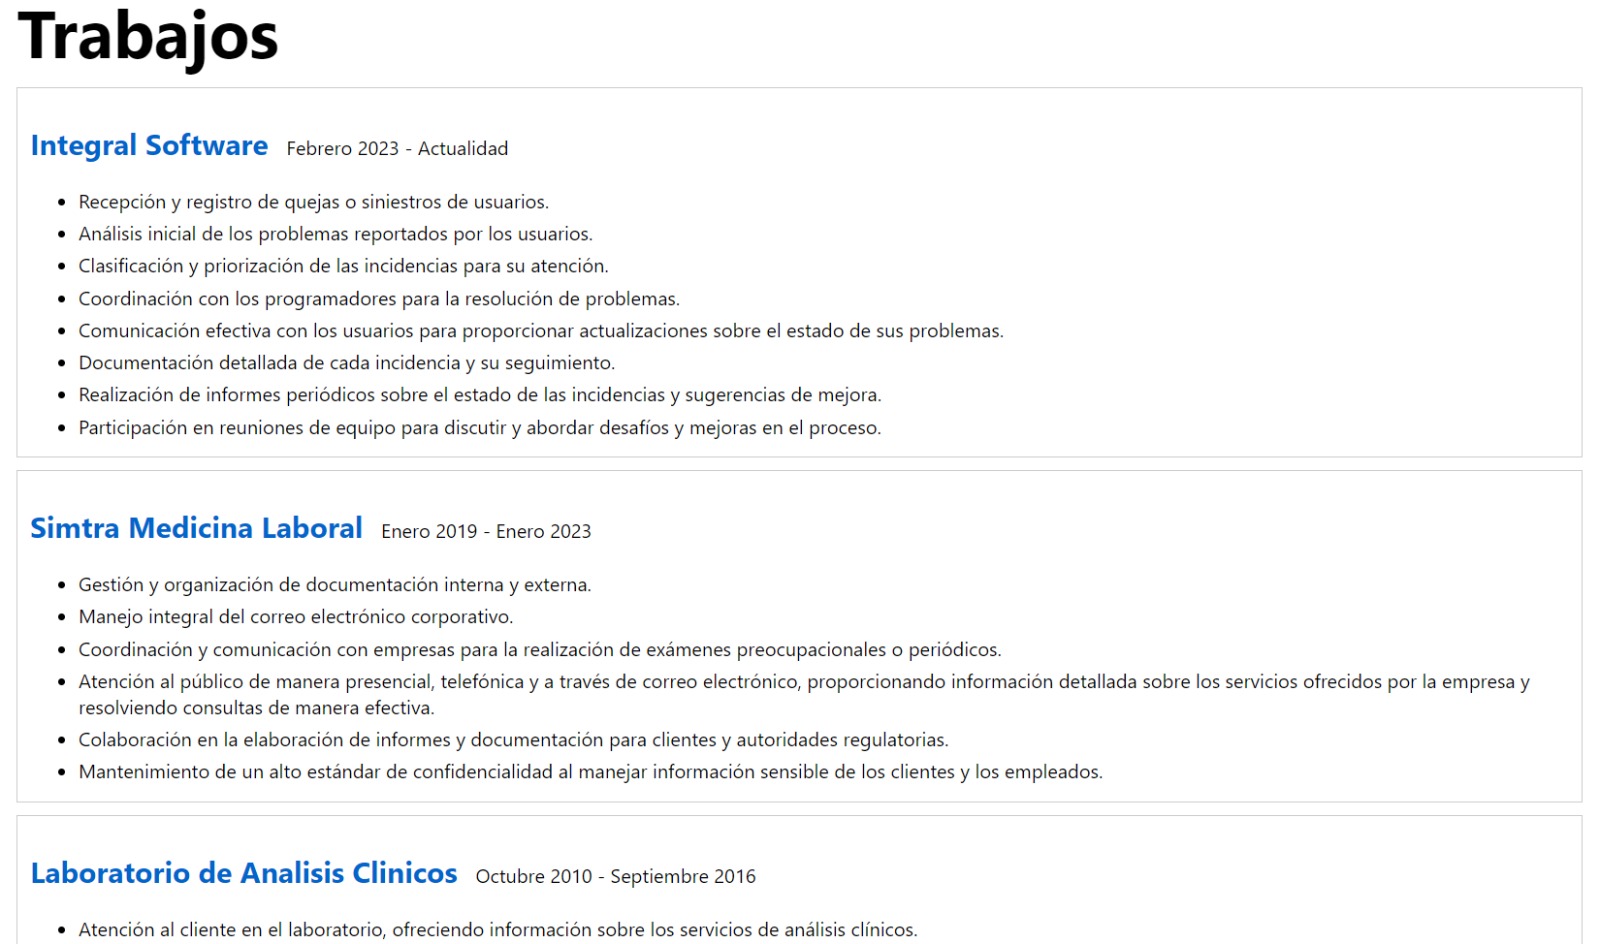 Trabajos
Integral Software Febrero 2023 - Actualidad
• Recepción y registro de quejas o siniestros de usuarios.
• Análisis inicial de los problemas reportados por los usuarios.
• Clasificación y priorización de las incidencias para su atención.
• Coordinación con los programadores para la resolución de problemas.
• Comunicación efectiva con los usuarios para proporcionar actualizaciones sobre el estado de sus problemas.
• Documentación detallada de cada incidencia y su seguimiento.
• Realización de informes periódicos sobre el estado de las incidencias y sugerencias de mejora.
• Participación en reuniones de equipo para discutir y abordar desafíos y mejoras en el proceso.
Simtra Medicina Laboral Enero 2019 - Enero 2023
• Gestión y organización de documentación interna y externa.
• Manejo integral del correo electrónico corporativo.
• Coordinación y comunicación con empresas para la realización de exámenes preocupacionales o periódicos.
• Atención al público de manera presencial, telefónica y a través de correo electrónico, proporcionando información detallada sobre los servicios ofrecidos por la empresa y
resolviendo consultas de manera efectiva.
• Colaboración en la elaboración de informes y documentación para clientes y autoridades regulatorias.
• Mantenimiento de un alto estándar de confidencialidad al manejar información sensible de los clientes y los empleados.
Laboratorio de Analisis Clinicos Octubre 2010 - Septiembre 2016
• Atención al cliente en el laboratorio, ofreciendo información sobre los servicios de análisis clínicos.